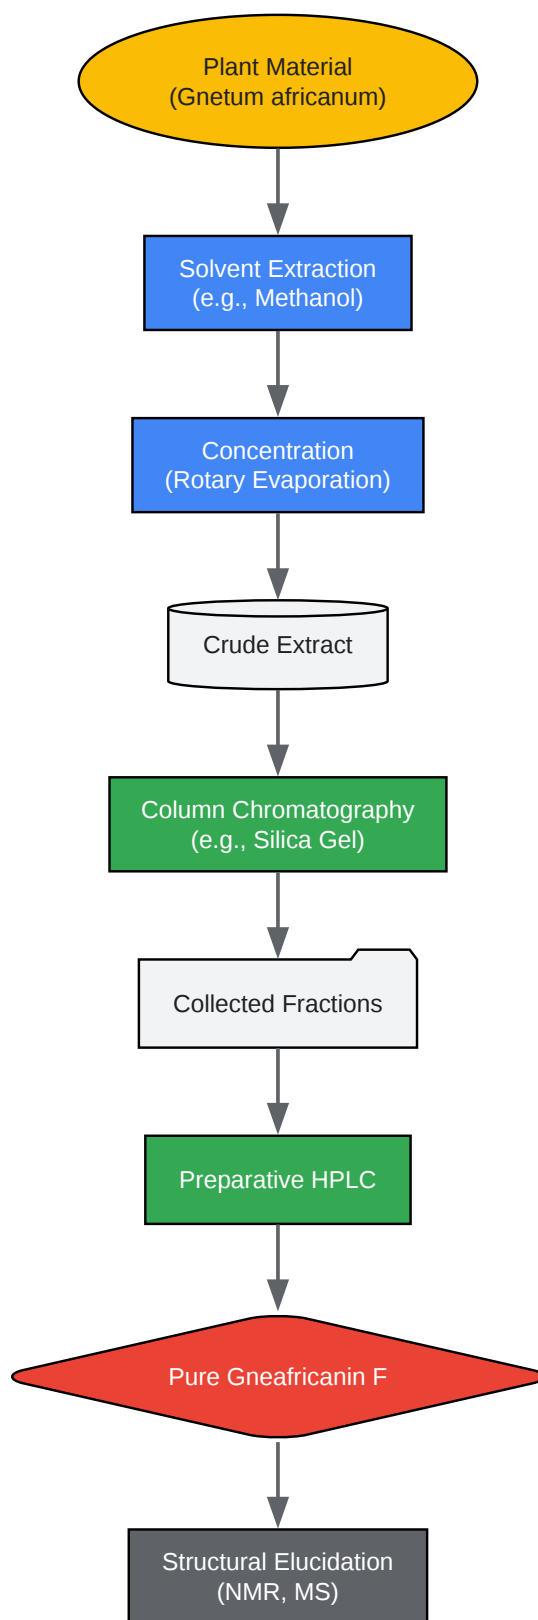 Plant Material
(Gnetum africanum)
Solvent Extraction
(e.g., Methanol)
Concentration
(Rotary Evaporation)
Crude Extract
Column Chromatography
(e.g., Silica Gel)
Collected Fractions
Preparative HPLC
Pure Gneafricanin F
Structural Elucidation
(NMR, MS)